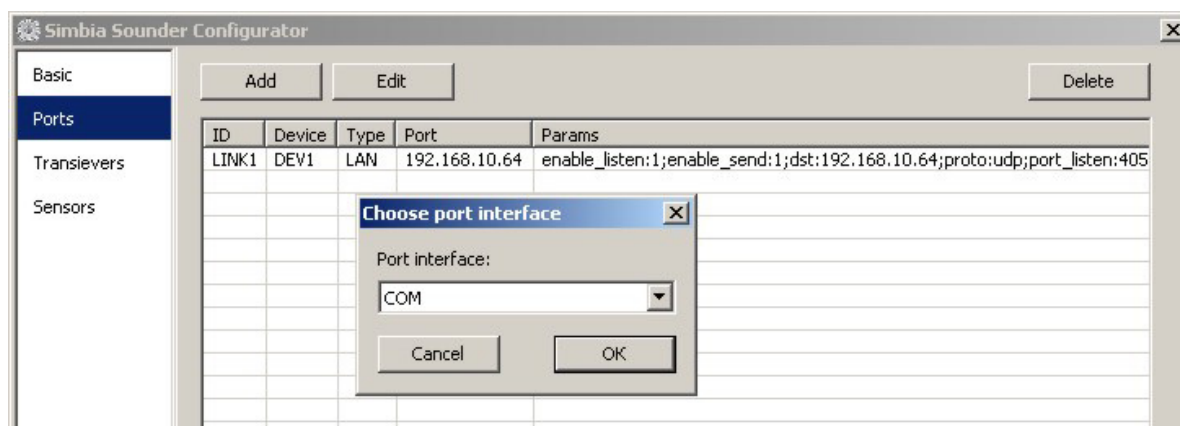 Simbia Sounder Configurator
Basic
Ports
Transievers
Sensors
Add
Edit
Delete
ID Device Type Port Params
LINK1 DEV1 LAN 192.168.10.64 enable_listen:1;enable_send:1;dst:192.168.10.64;proto:udp;port_listen:405
Choose port interface
Port interface:
COM
Cancel
OK